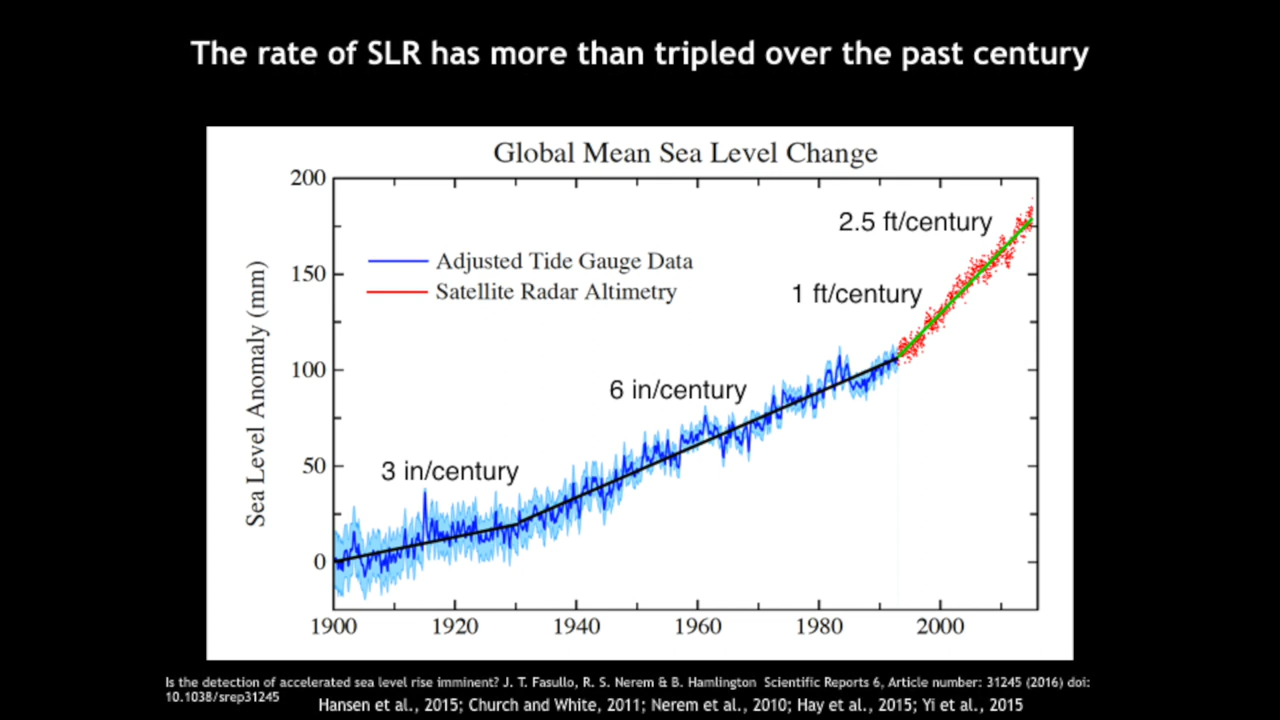 The rate of SLR has more than tripled over the past century
Global Mean Sea Level Change
200
2.5 ft/century
Adjusted Tide Gauge Data
150
Satellite Radar Altimetry
1 ft/century
Sea Level Anomaly (mm)
100
6 in/century
3 in/century
50
0
1900 1920 1940 1960 1980 2000
Is the detection of accelerated sea level rise imminent? J. T. Fasullo, R. S. Nerem & B. Hamlington Scientific Reports 6, Article number: 31245 (2016) doi:
10.1038/srep31245
Hansen et al., 2015; Church and White, 2011; Nerem et al., 2010; Hay et al., 2015; Yi et al., 2015